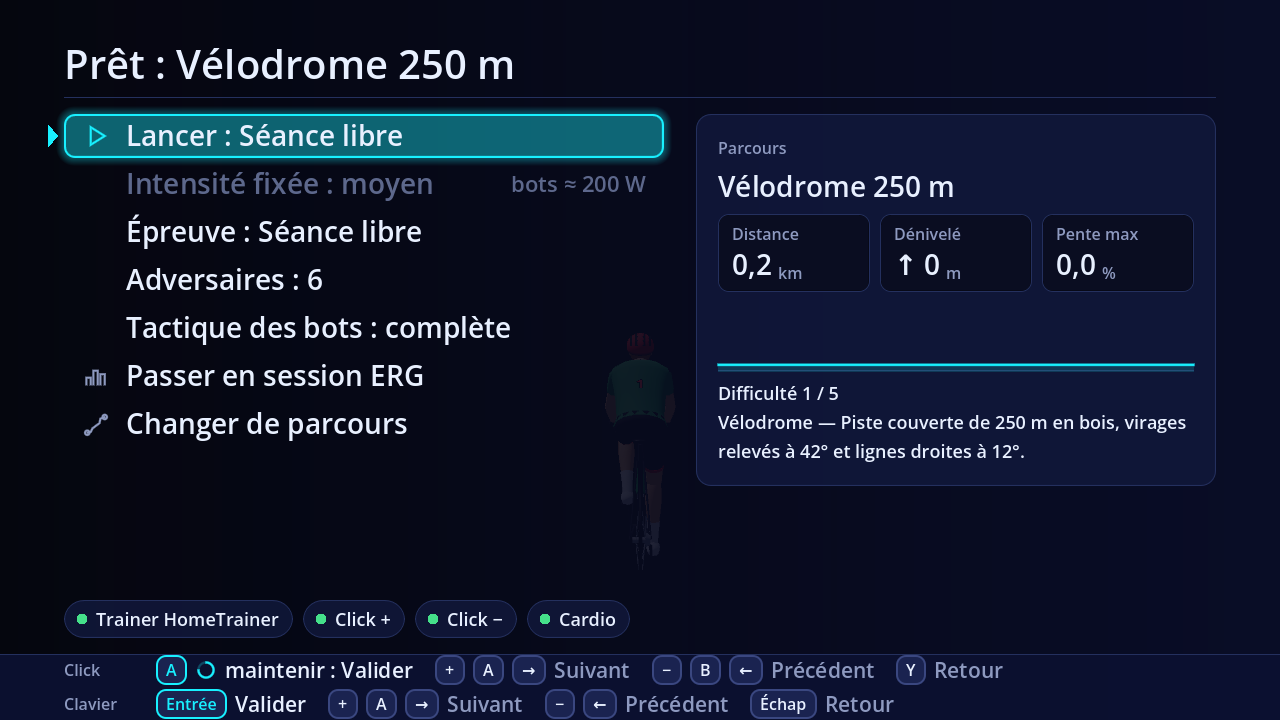 Prêt : Vélodrome 250 m
Lancer : Séance libre
Intensité fixée : moyen bots ≈ 200 W
Épreuve : Séance libre
Adversaires : 6
Tactique des bots : complète
Passer en session ERG
Changer de parcours
Parcours
Vélodrome 250 m
Distance
0,2 km
Dénivelé
↑ 0 m
Pente max
0,0 %
Difficulté 1 / 5
Vélodrome — Piste couverte de 250 m en bois, virages
relevés à 42° et lignes droites à 12°.
Trainer HomeTrainer Click + Click − Cardio
Click A maintenir : Valider + A → Suivant − B ← Précédent Y Retour
Clavier Entrée Valider + A → Suivant − ← Précédent Échap Retour